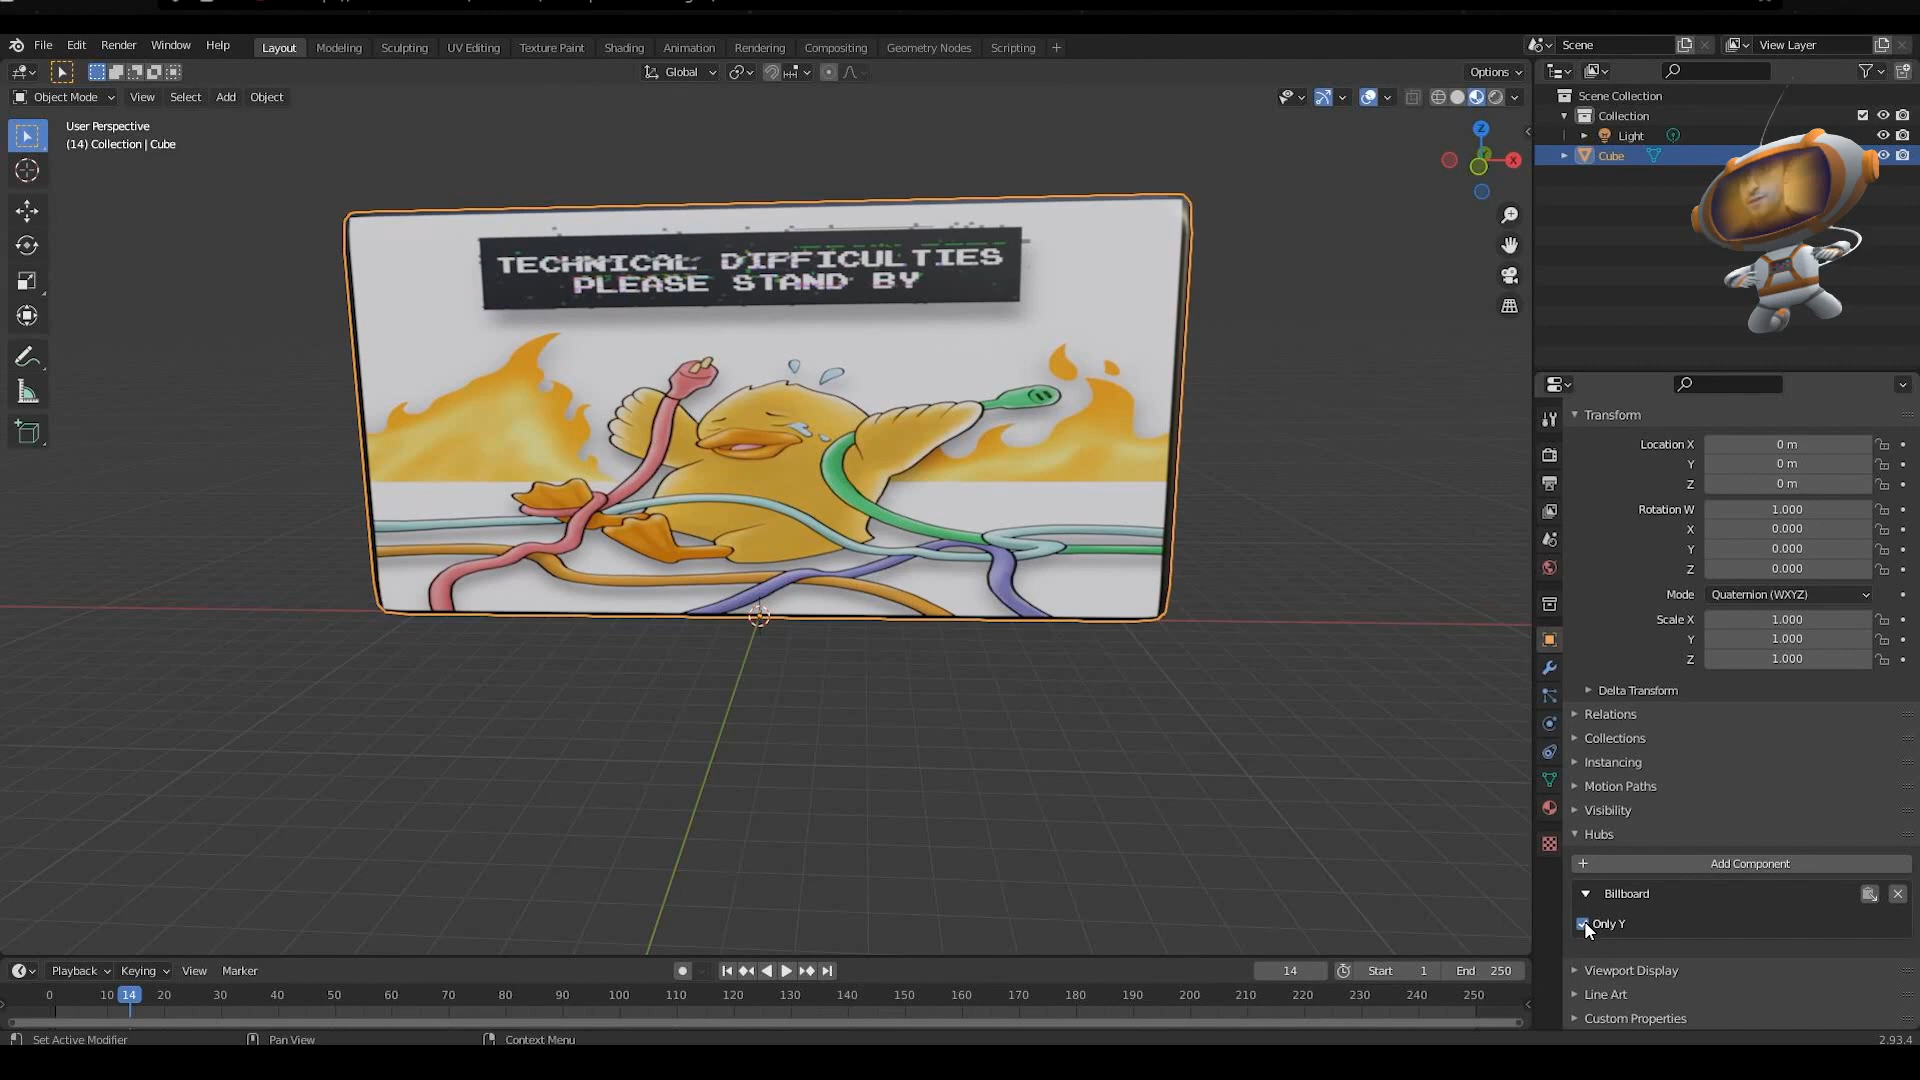 File Edit Render Window Help Layout Modeling Sculpting UV Editing Texture Paint Shading Animation Rendering Compositing Geometry Nodes Scripting + Scene View Layer
Global Options
Object Mode View Select Add Object
User Perspective
(14) Collection | Cube
Z
X
TECHNICAL DIFFICULTIES
PLEASE STAND BY
Scene Collection
Collection
Light
Cube
Transform
Location X 0 m
Y 0 m
Z 0 m
Rotation W 1.000
X 0.000
Y 0.000
Z 0.000
Mode Quaternion (WXYZ)
Scale X 1.000
Y 1.000
Z 1.000
Delta Transform
Relations
Collections
Instancing
Motion Paths
Visibility
Hubs
+ Add Component
Billboard
Only Y
Viewport Display
Line Art
Custom Properties
Playback Keying View Marker 14 Start 1 End 250
0 10 14 20 30 40 50 60 70 80 90 100 110 120 130 140 150 160 170 180 190 200 210 220 230 240 250
Set Active Modifier Pan View Context Menu 2.93.4